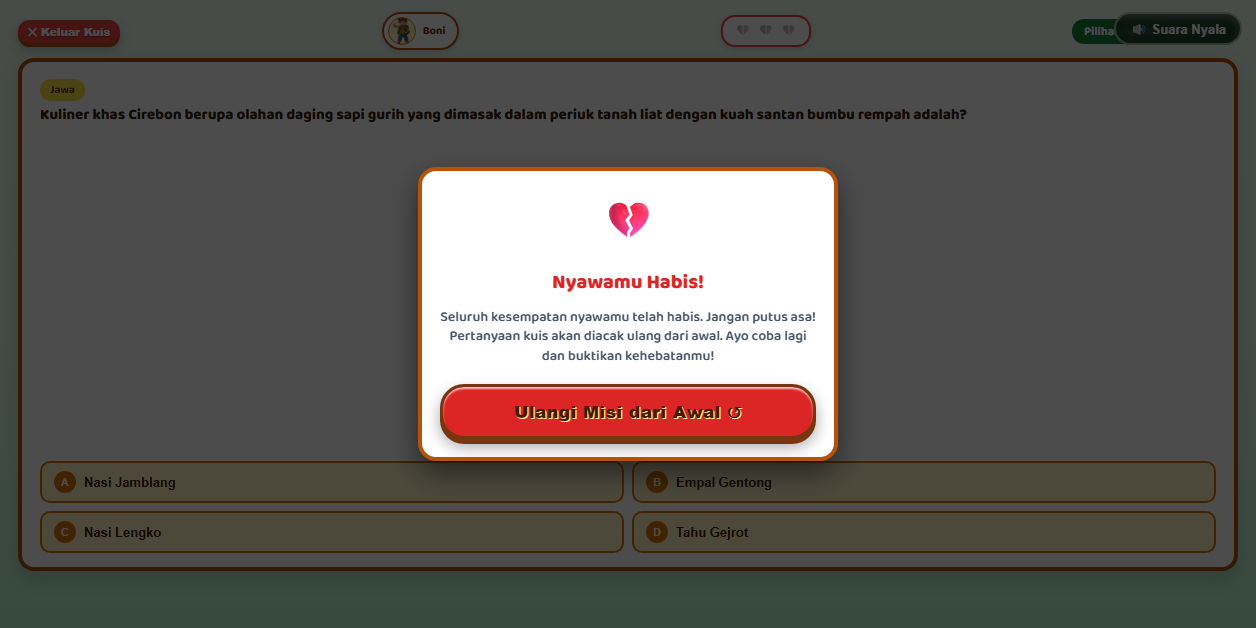 Keluar Kuis
Boni
Piliha
Suara Nyala
Jawa
Kuliner khas Cirebon berupa olahan daging sapi gurih yang dimasak dalam periuk tanah liat dengan kuah santan bumbu rempah adalah?
Nyawamu Habis!
Seluruh kesempatan nyawamu telah habis. Jangan putus asa!
Pertanyaan kuis akan diacak ulang dari awal. Ayo coba lagi
dan buktikan kehebatanmu!
Ulangi Misi dari Awal ↺
A Nasi Jamblang
B Empal Gentong
C Nasi Lengko
D Tahu Gejrot